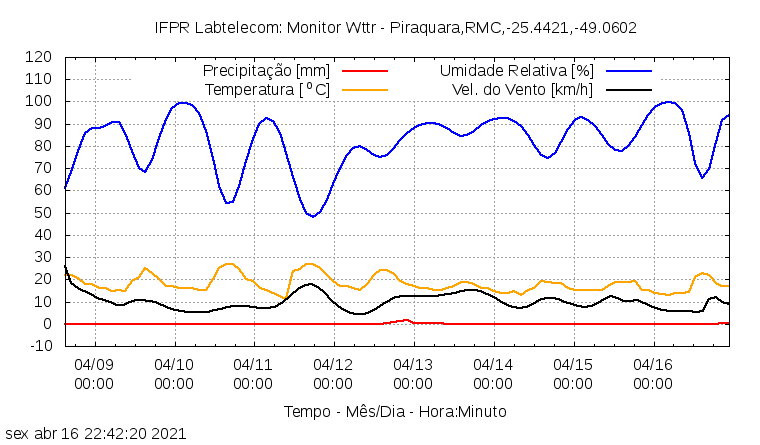 IFPR Labtelecom: Monitor Wttr - Piraquara,RMC,-25.4421,-49.0602
120
110
100
90
80
70
60
50
40
30
20
10
0
-10
Precipitação [mm]
Temperatura [ ⁰C]
Umidade Relativa [%]
Vel. do Vento [km/h]
04/09 04/10 04/11 04/12 04/13 04/14 04/15 04/16
00:00 00:00 00:00 00:00 00:00 00:00 00:00 00:00
Tempo - Mês/Dia - Hora:Minuto
sex abr 16 22:42:20 2021